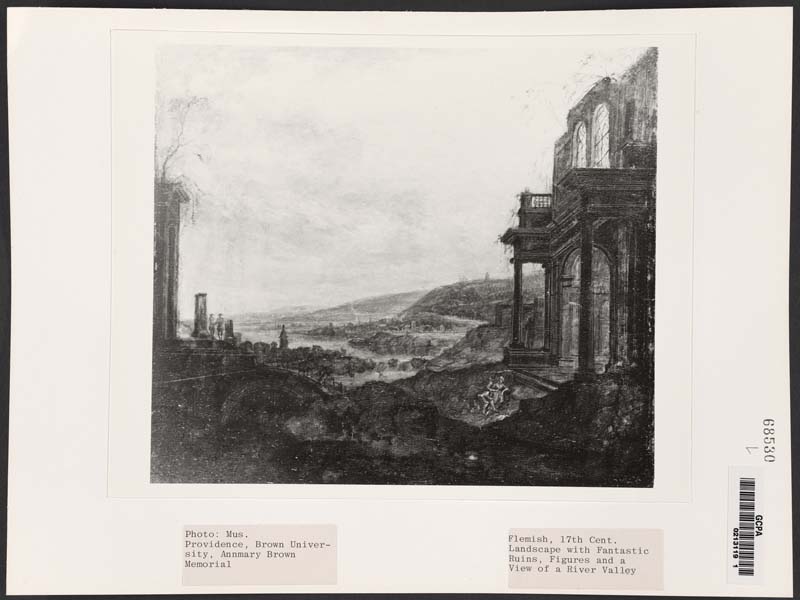 Photo: Mus.
Providence, Brown Univer-
sity, Annmary Brown
Memorial
Flemish, 17th Cent.
Landscape with Fantastic
Ruins, Figures and a
View of a River Valley
68530
1
GCPA
0213119 1